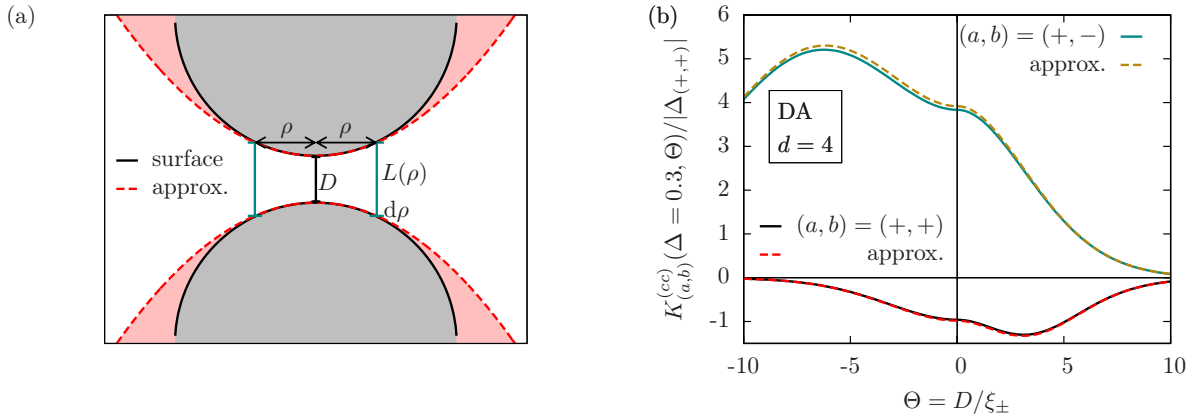 (a)
ρ ρ
surface
approx.
D
L(ρ)
dρ
(b)
K^{(cc)}_{(a,b)}(Δ = 0.3, Θ)/|Δ_{(+,+)}|
6
5
4
3
2
1
0
-1
(a, b) = (+, −)
approx.
DA
d = 4
(a, b) = (+, +)
approx.
-10 -5 0 5 10
Θ = D/ξ_±